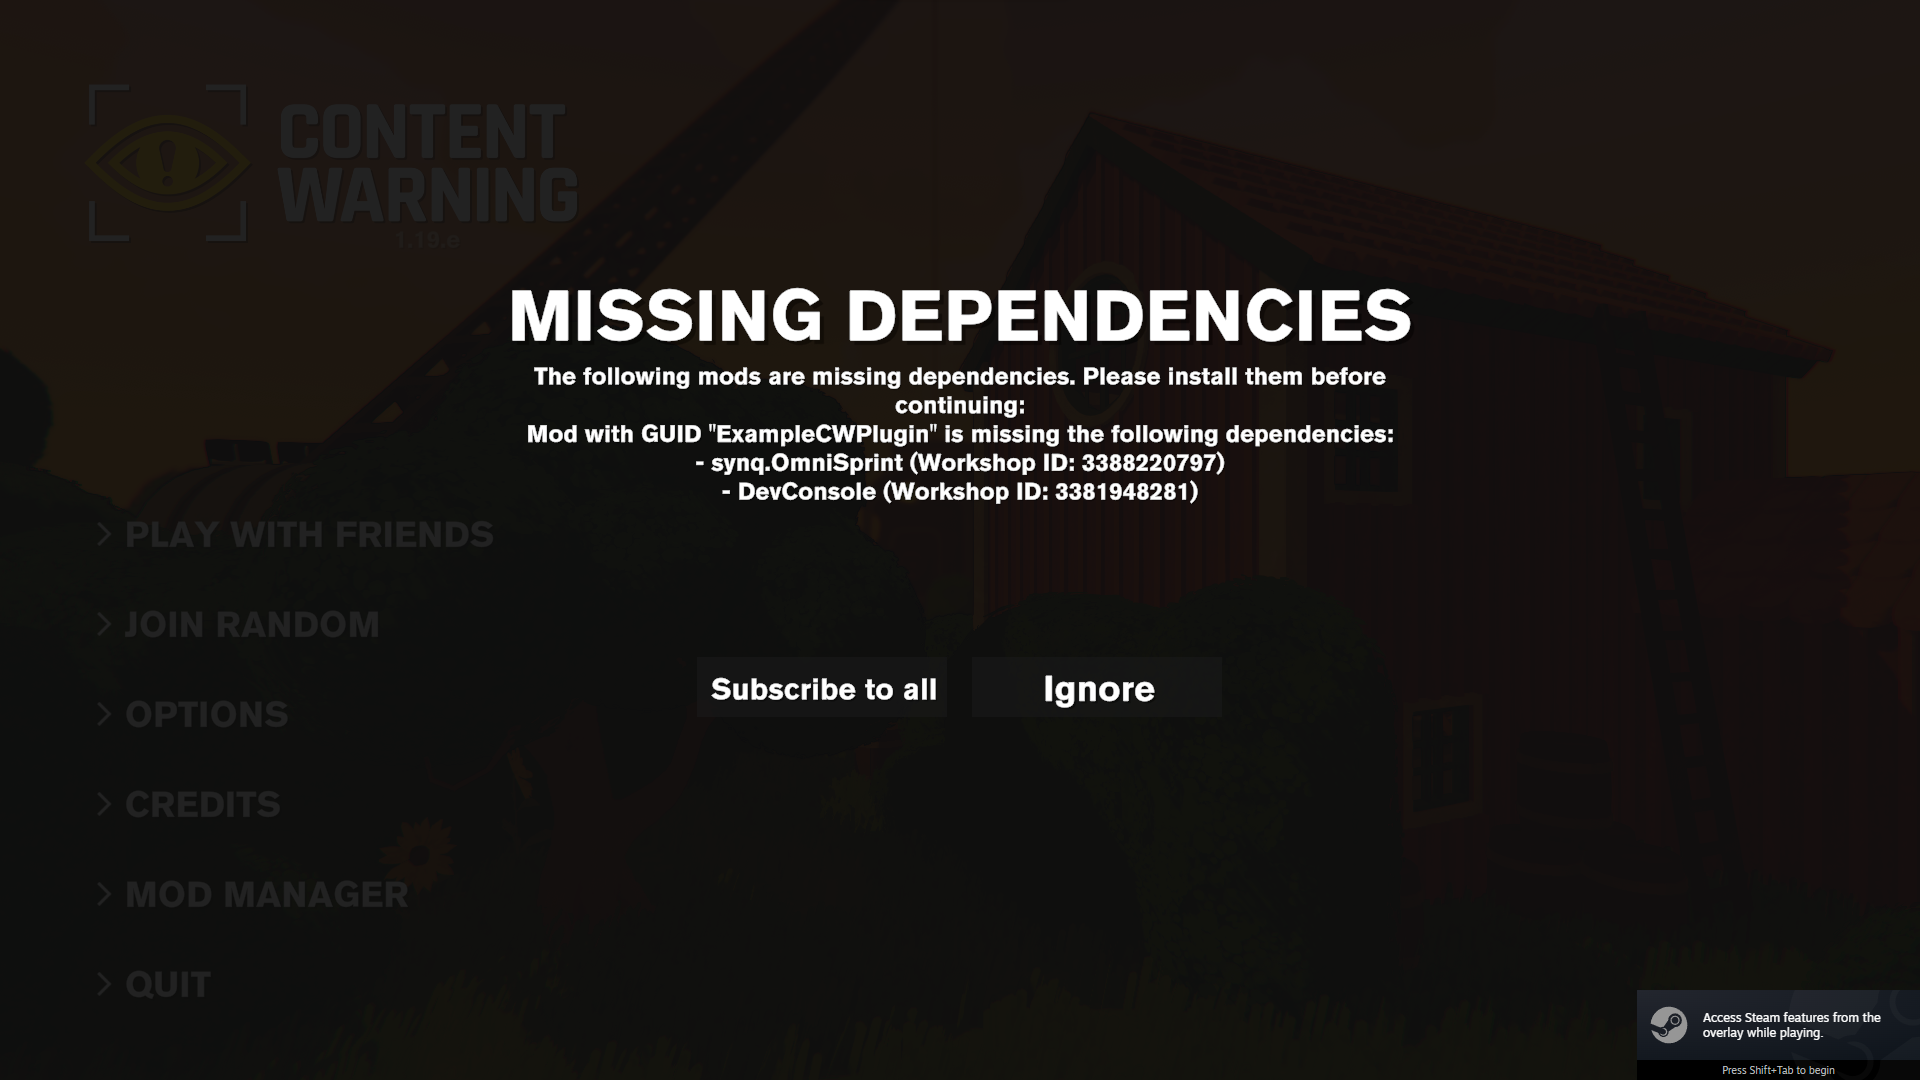 CONTENT
WARNING
1.19.e
MISSING DEPENDENCIES
The following mods are missing dependencies. Please install them before
continuing:
Mod with GUID "ExampleCWPlugin" is missing the following dependencies:
- synq.OmniSprint (Workshop ID: 3388220797)
- DevConsole (Workshop ID: 3381948281)
> PLAY WITH FRIENDS
> JOIN RANDOM
> OPTIONS
> CREDITS
> MOD MANAGER
> QUIT
Subscribe to all
Ignore
Access Steam features from the
overlay while playing.
Press Shift+Tab to begin